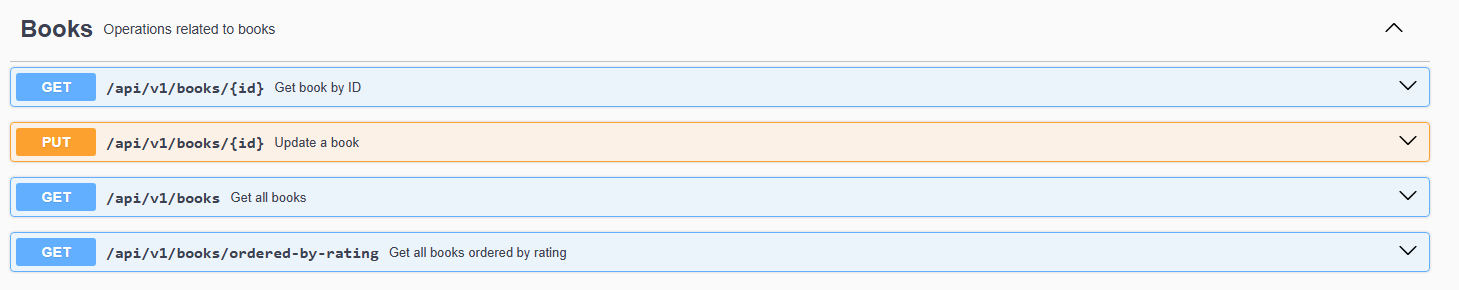 Books Operations related to books
GET /api/v1/books/{id} Get book by ID
PUT /api/v1/books/{id} Update a book
GET /api/v1/books Get all books
GET /api/v1/books/ordered-by-rating Get all books ordered by rating